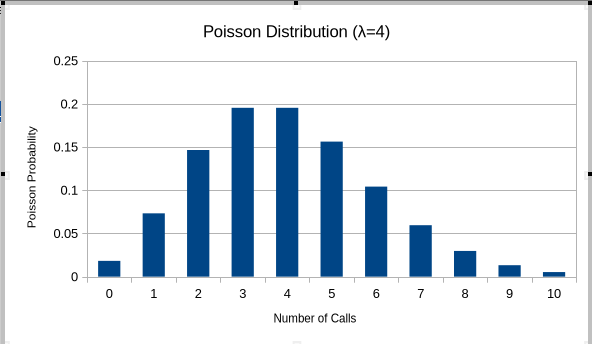 Poisson Distribution (λ=4)
0.25
0.2
0.15
0.1
0.05
0
Poisson Probability
0 1 2 3 4 5 6 7 8 9 10
Number of Calls